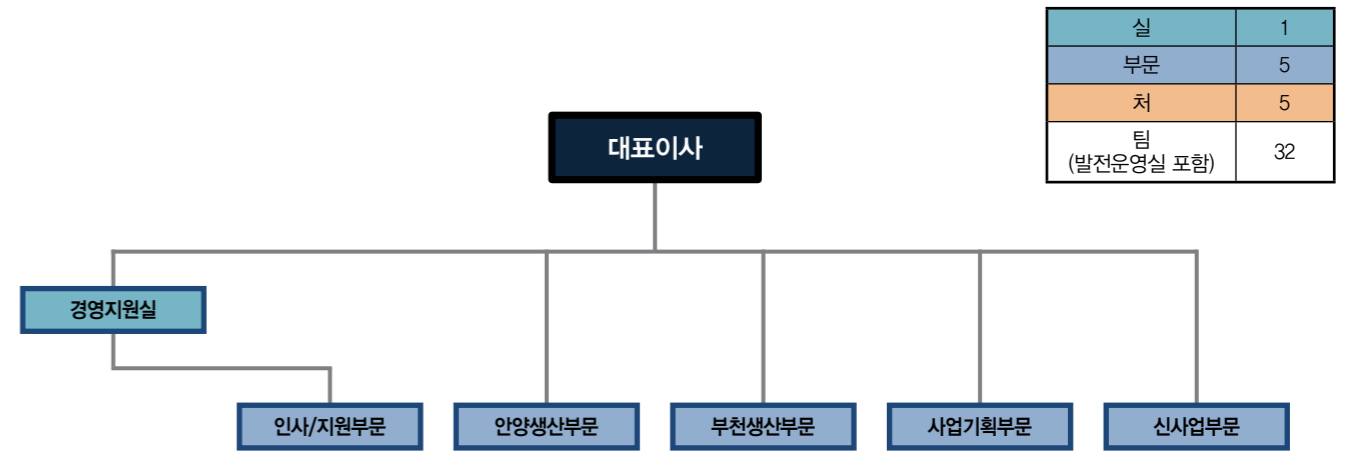 실 1
부문 5
처 5
팀
(발전운영실 포함) 32
대표이사
경영지원실
인사/지원부문 안양생산부문 부천생산부문 사업기획부문 신사업부문